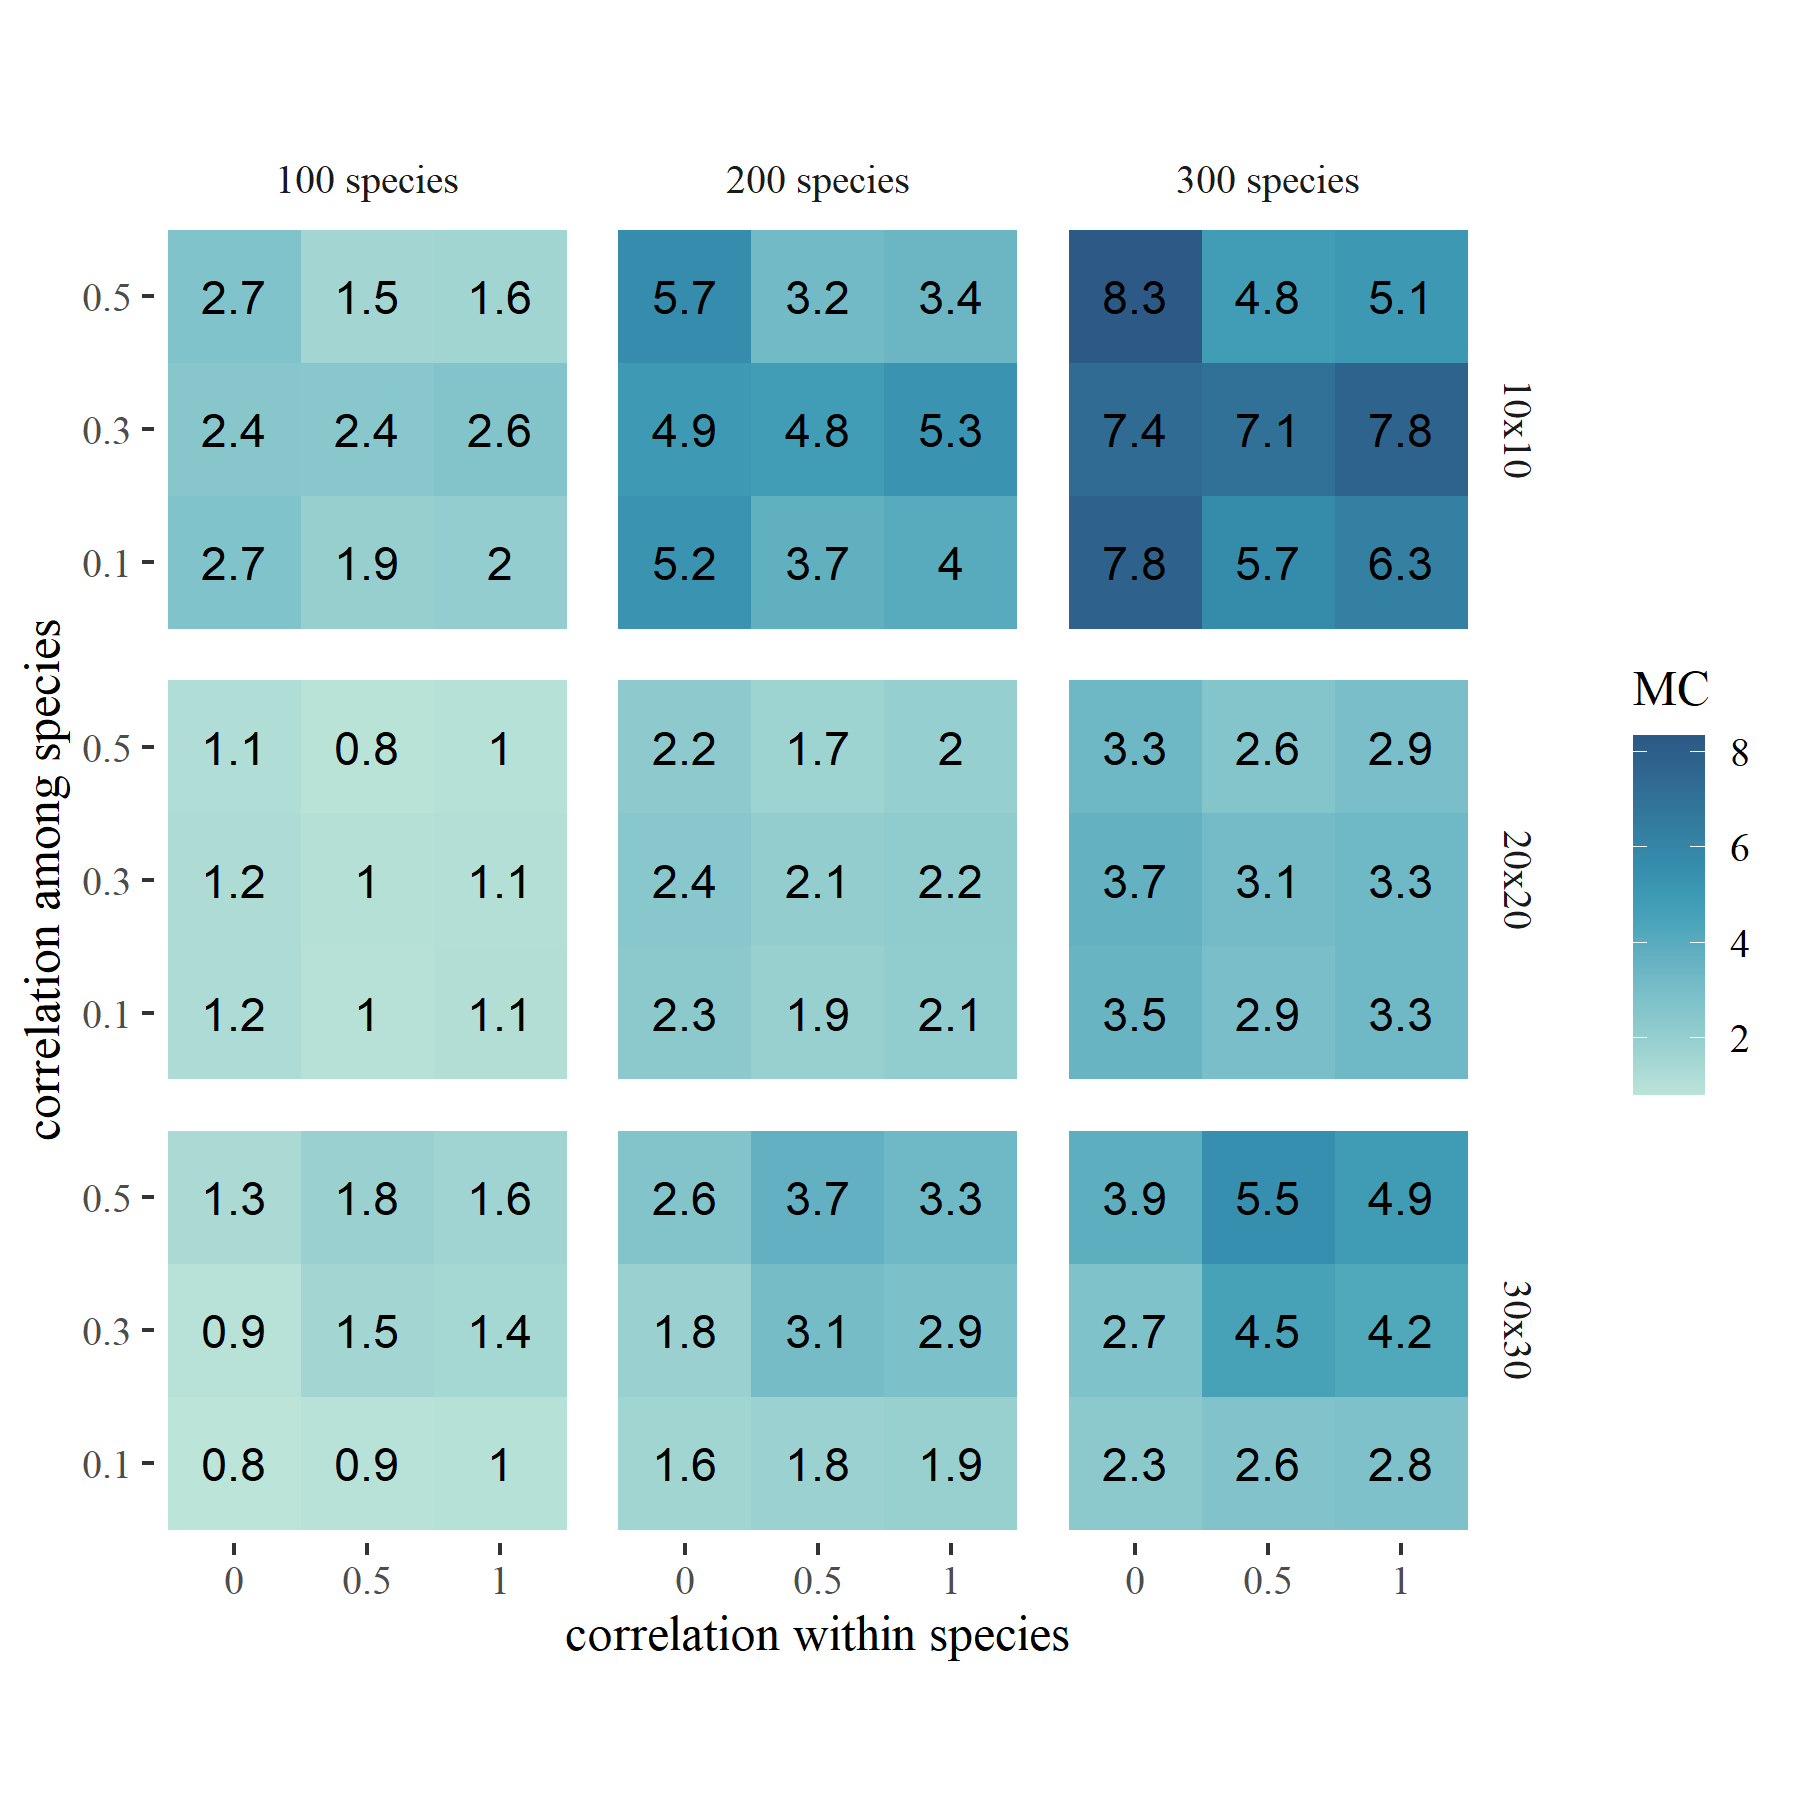 100 species 200 species 300 species
0.5 2.7 1.5 1.6 5.7 3.2 3.4 8.3 4.8 5.1
0.3 2.4 2.4 2.6 4.9 4.8 5.3 7.4 7.1 7.8
0.1 2.7 1.9 2 5.2 3.7 4 7.8 5.7 6.3
10x10
0.5 1.1 0.8 1 2.2 1.7 2 3.3 2.6 2.9
0.3 1.2 1 1.1 2.4 2.1 2.2 3.7 3.1 3.3
0.1 1.2 1 1.1 2.3 1.9 2.1 3.5 2.9 3.3
20x20
0.5 1.3 1.8 1.6 2.6 3.7 3.3 3.9 5.5 4.9
0.3 0.9 1.5 1.4 1.8 3.1 2.9 2.7 4.5 4.2
0.1 0.8 0.9 1 1.6 1.8 1.9 2.3 2.6 2.8
30x30
0 0.5 1 0 0.5 1 0 0.5 1
correlation within species
correlation among species
MC
8
6
4
2